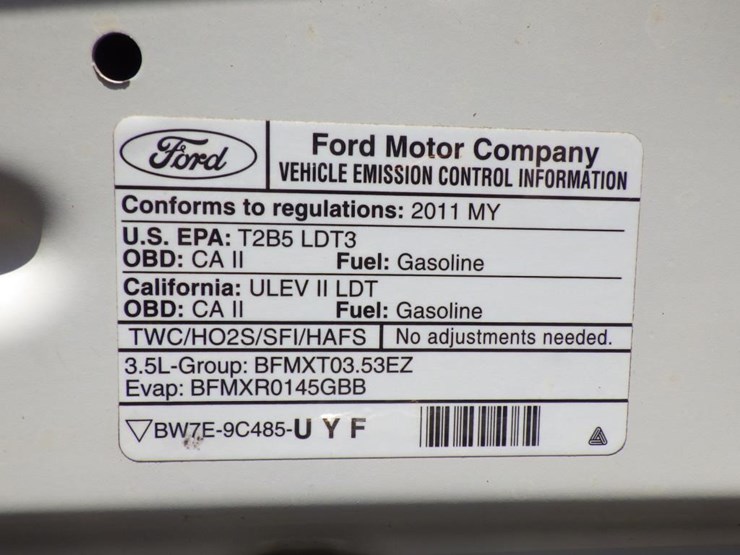 Ford
Ford Motor Company
VEHICLE EMISSION CONTROL INFORMATION
Conforms to regulations: 2011 MY
U.S. EPA: T2B5 LDT3
OBD: CA II Fuel: Gasoline
California: ULEV II LDT
OBD: CA II Fuel: Gasoline
TWC/HO2S/SFI/HAFS No adjustments needed.
3.5L-Group: BFMXT03.53EZ
Evap: BFMXR0145GBB
BW7E-9C485-U Y F